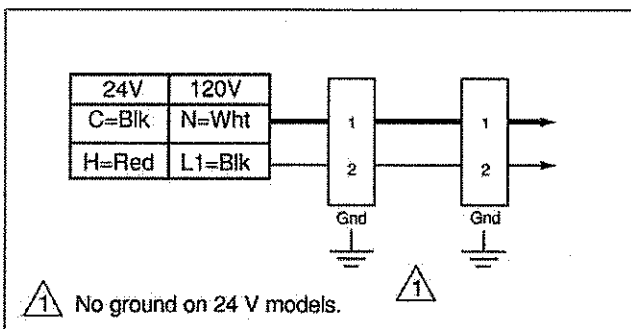 24V 120V
C=Blk N=Wht
H=Red L1=Blk
1 1
2 2
Gnd Gnd
1
1 No ground on 24 V models.